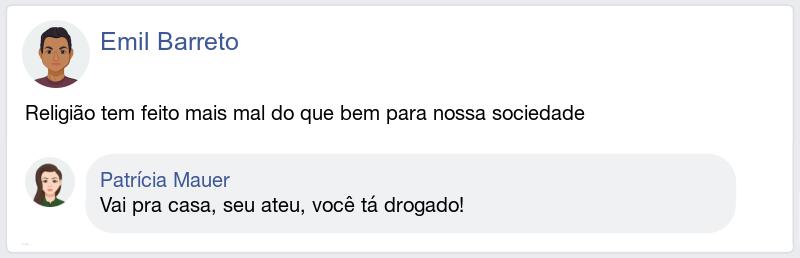 Emil Barreto
Religião tem feito mais mal do que bem para nossa sociedade
Patrícia Mauer
Vai pra casa, seu ateu, você tá drogado!